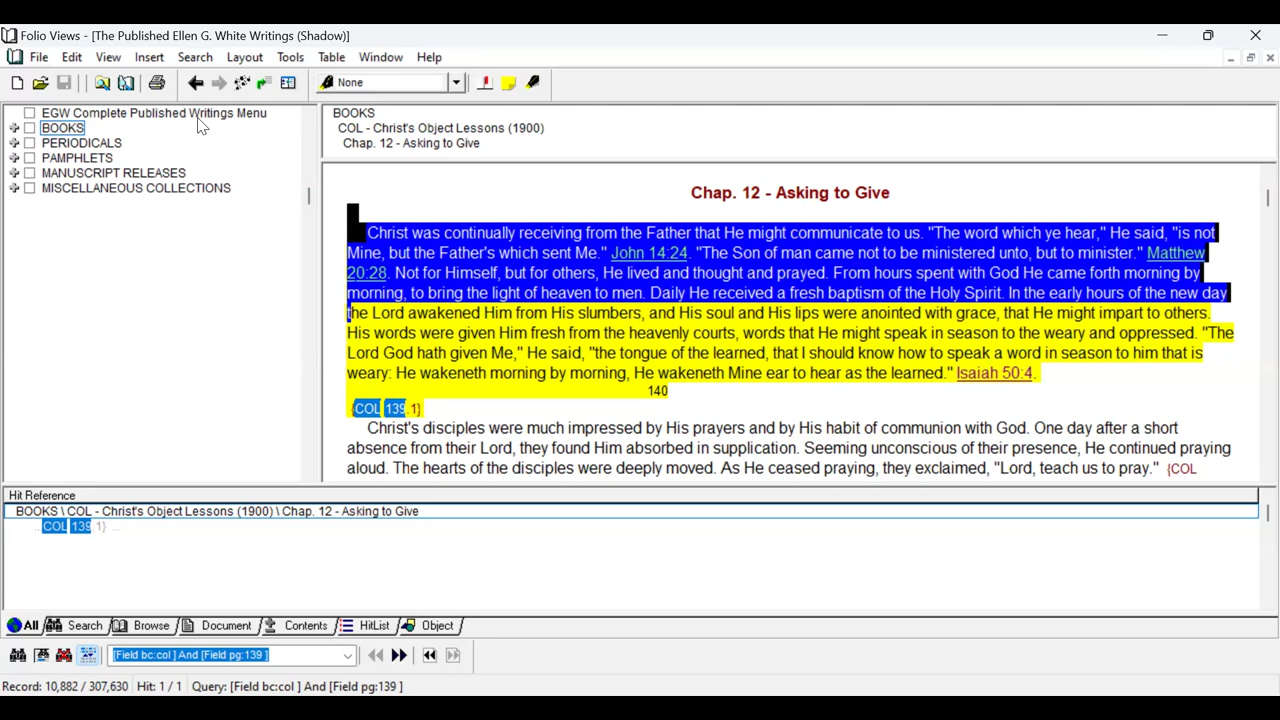 Folio Views - [The Published Ellen G. White Writings (Shadow)]
File Edit View Insert Search Layout Tools Table Window Help
None
EGW Complete Published Writings Menu
BOOKS
PERIODICALS
PAMPHLETS
MANUSCRIPT RELEASES
MISCELLANEOUS COLLECTIONS
BOOKS
COL - Christ's Object Lessons (1900)
Chap. 12 - Asking to Give
Chap. 12 - Asking to Give
Christ was continually receiving from the Father that He might communicate to us. "The word which ye hear," He said, "is not
Mine, but the Father's which sent Me." John 14:24. "The Son of man came not to be ministered unto, but to minister." Matthew
20:28. Not for Himself, but for others, He lived and thought and prayed. From hours spent with God He came forth morning by
morning, to bring the light of heaven to men. Daily He received a fresh baptism of the Holy Spirit. In the early hours of the new day
the Lord awakened Him from His slumbers, and His soul and His lips were anointed with grace, that He might impart to others.
His words were given Him fresh from the heavenly courts, words that He might speak in season to the weary and oppressed. "The
Lord God hath given Me," He said, "the tongue of the learned, that I should know how to speak a word in season to him that is
weary: He wakeneth morning by morning, He wakeneth Mine ear to hear as the learned." Isaiah 50:4.
140
{COL 139.1}
Christ's disciples were much impressed by His prayers and by His habit of communion with God. One day after a short
absence from their Lord, they found Him absorbed in supplication. Seeming unconscious of their presence, He continued praying
aloud. The hearts of the disciples were deeply moved. As He ceased praying, they exclaimed, "Lord, teach us to pray." {COL
Hit Reference
BOOKS \ COL - Christ's Object Lessons (1900) \ Chap. 12 - Asking to Give
...COL 139.1} ...
All Search Browse Document Contents HitList Object
[Field bc:col ] And [Field pg:139 ]
Record: 10,882 / 307,630 Hit: 1 / 1 Query: [Field bc:col ] And [Field pg:139 ]